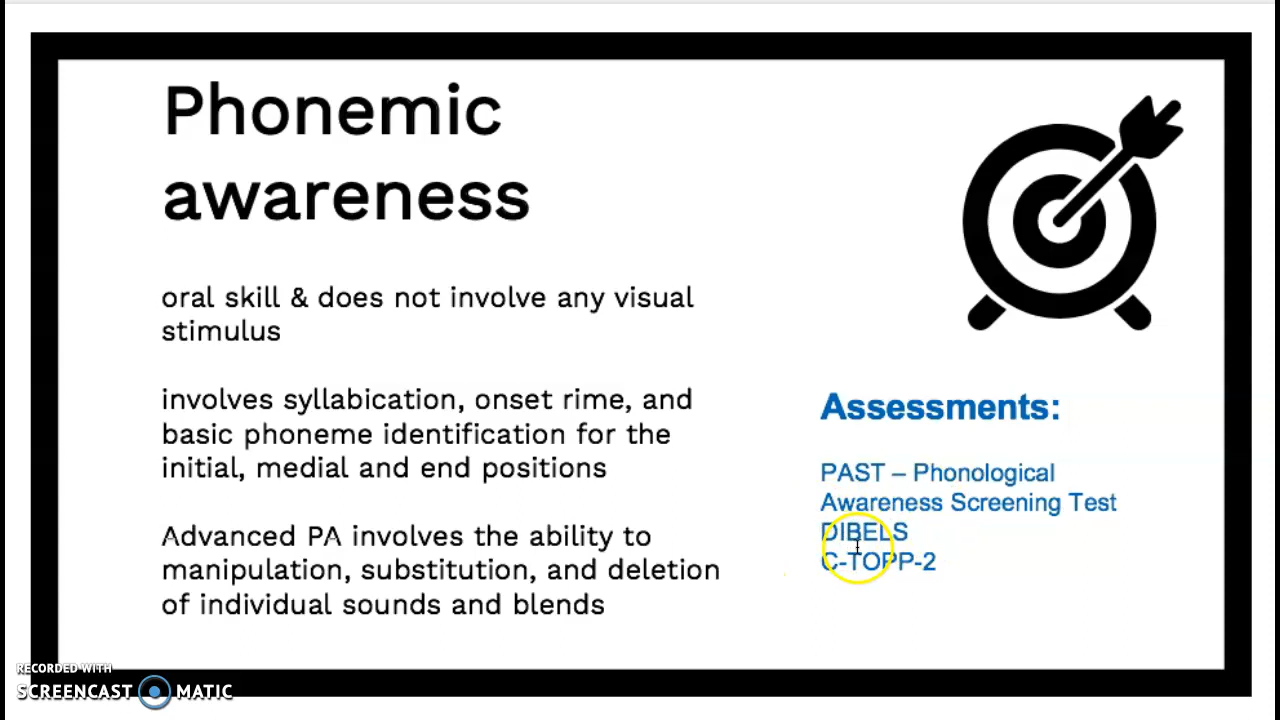 Phonemic
awareness
oral skill & does not involve any visual
stimulus
involves syllabication, onset rime, and
basic phoneme identification for the
initial, medial and end positions
Advanced PA involves the ability to
manipulation, substitution, and deletion
of individual sounds and blends
Assessments:
PAST – Phonological
Awareness Screening Test
DIBELS
C-TOPP-2
RECORDED WITH
SCREENCAST MATIC